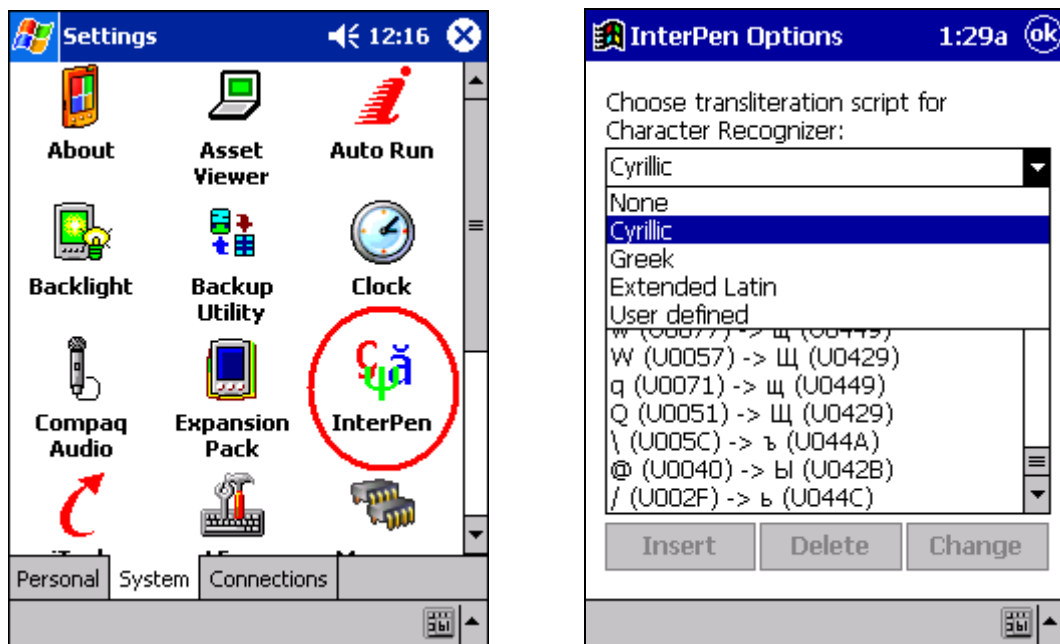 Settings 12:16
About Asset Viewer Auto Run
Backlight Backup Utility Clock
Compaq Audio Expansion Pack InterPen
Personal System Connections
InterPen Options 1:29a ok
Choose transliteration script for
Character Recognizer:
Cyrillic
None
Cyrillic
Greek
Extended Latin
User defined
w (U0077) -> щ (U0449)
W (U0057) -> Щ (U0429)
q (U0071) -> щ (U0449)
Q (U0051) -> Щ (U0429)
\ (U005C) -> ъ (U044A)
@ (U0040) -> Ы (U042B)
/ (U002F) -> ь (U044C)
Insert Delete Change